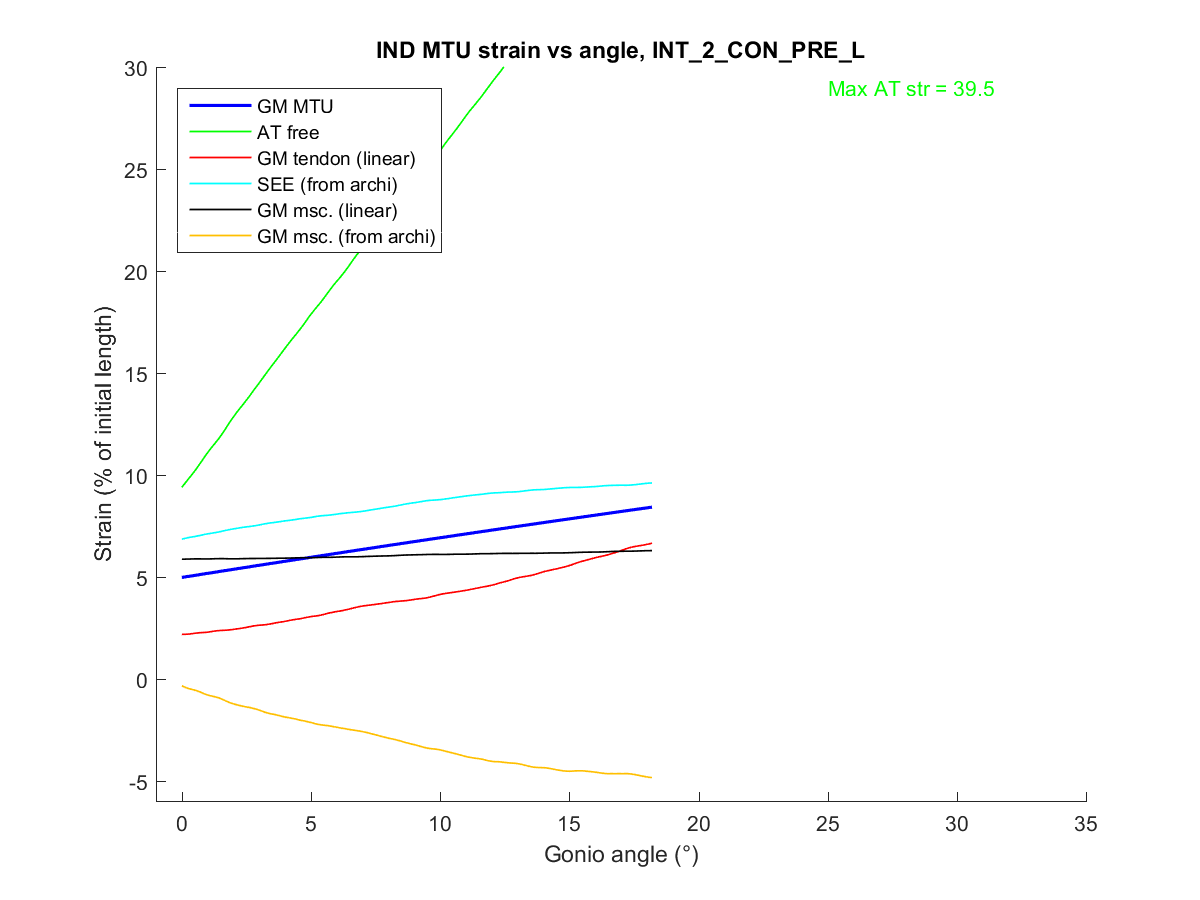 IND MTU strain vs angle, INT_2_CON_PRE_L
30
Max AT str = 39.5
GM MTU
AT free
GM tendon (linear)
SEE (from archi)
GM msc. (linear)
GM msc. (from archi)
25
20
15
10
5
0
-5
Strain (% of initial length)
0 5 10 15 20 25 30 35
Gonio angle (°)